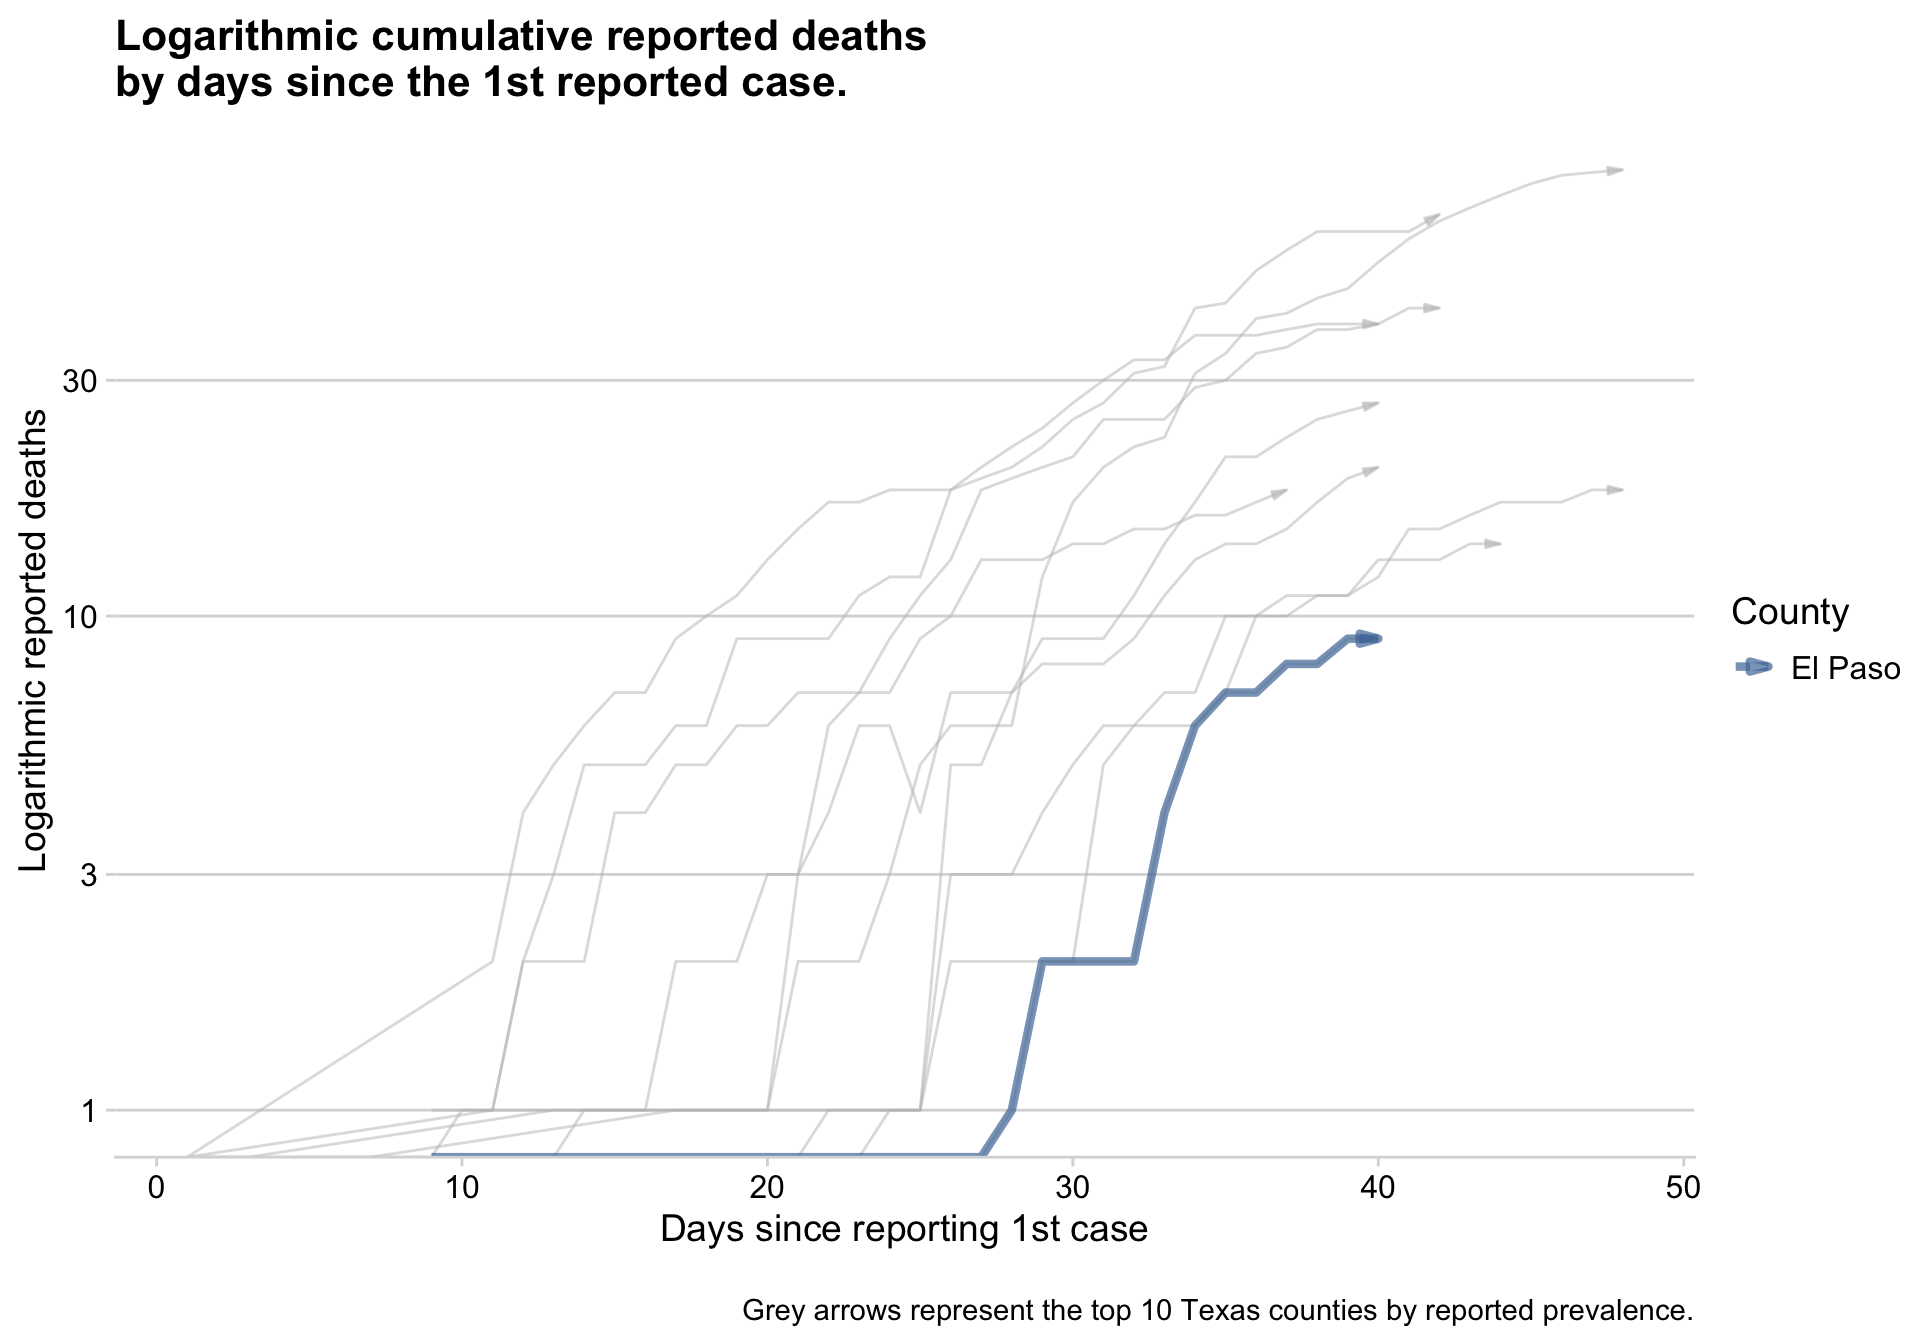 Logarithmic cumulative reported deaths
by days since the 1st reported case.
Logarithmic reported deaths
30
10
3
1
0
10
20
30
40
50
Days since reporting 1st case
County
El Paso
Grey arrows represent the top 10 Texas counties by reported prevalence.